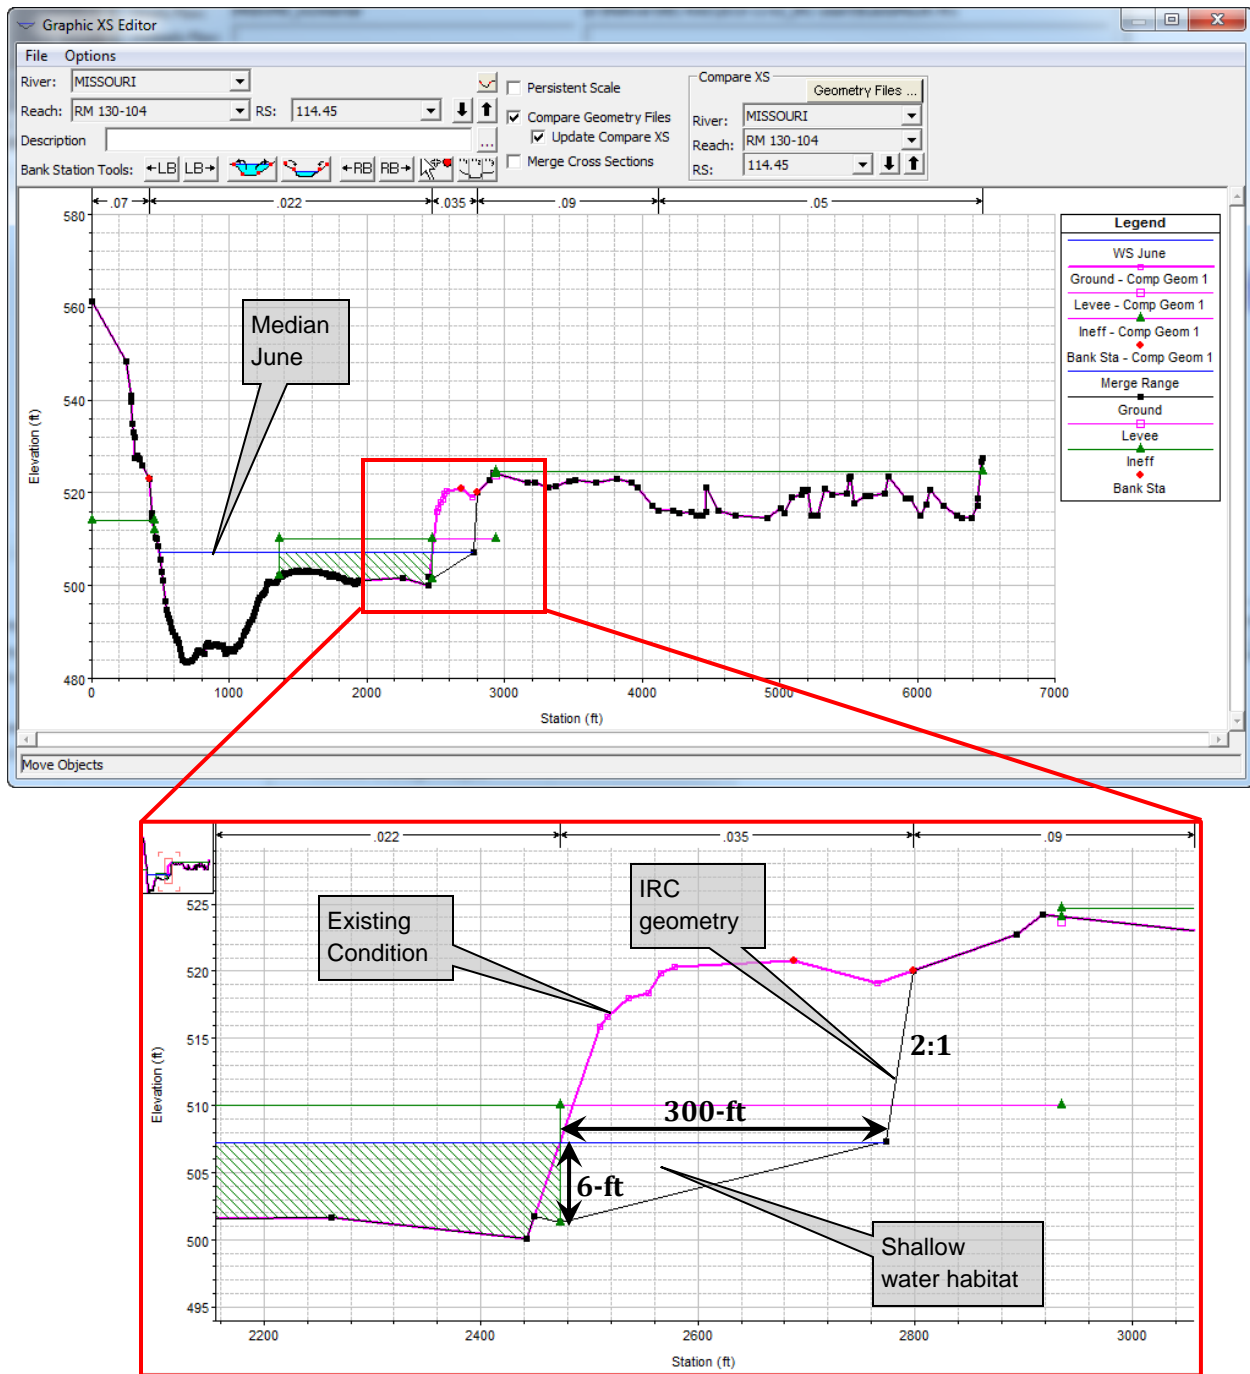 Graphic XS Editor
File Options
River: MISSOURI
Reach: RM 130-104 RS: 114.45
Description ...
Bank Station Tools: ←LB LB→ ←RB RB→
Persistent Scale
Compare Geometry Files
Update Compare XS
Merge Cross Sections
Compare XS
Geometry Files ...
River: MISSOURI
Reach: RM 130-104
RS: 114.45
.07 .022 .035 .09 .05
580
560
540
520
500
480
Elevation (ft)
0 1000 2000 3000 4000 5000 6000 7000
Station (ft)
Median
June
Legend
WS June
Ground - Comp Geom 1
Levee - Comp Geom 1
Ineff - Comp Geom 1
Bank Sta - Comp Geom 1
Merge Range
Ground
Levee
Ineff
Bank Sta
Move Objects
.022 .035 .09
525
520
515
510
505
500
495
Elevation (ft)
2200 2400 2600 2800 3000
Station (ft)
Existing
Condition
IRC
geometry
2:1
300-ft
6-ft
Shallow
water habitat